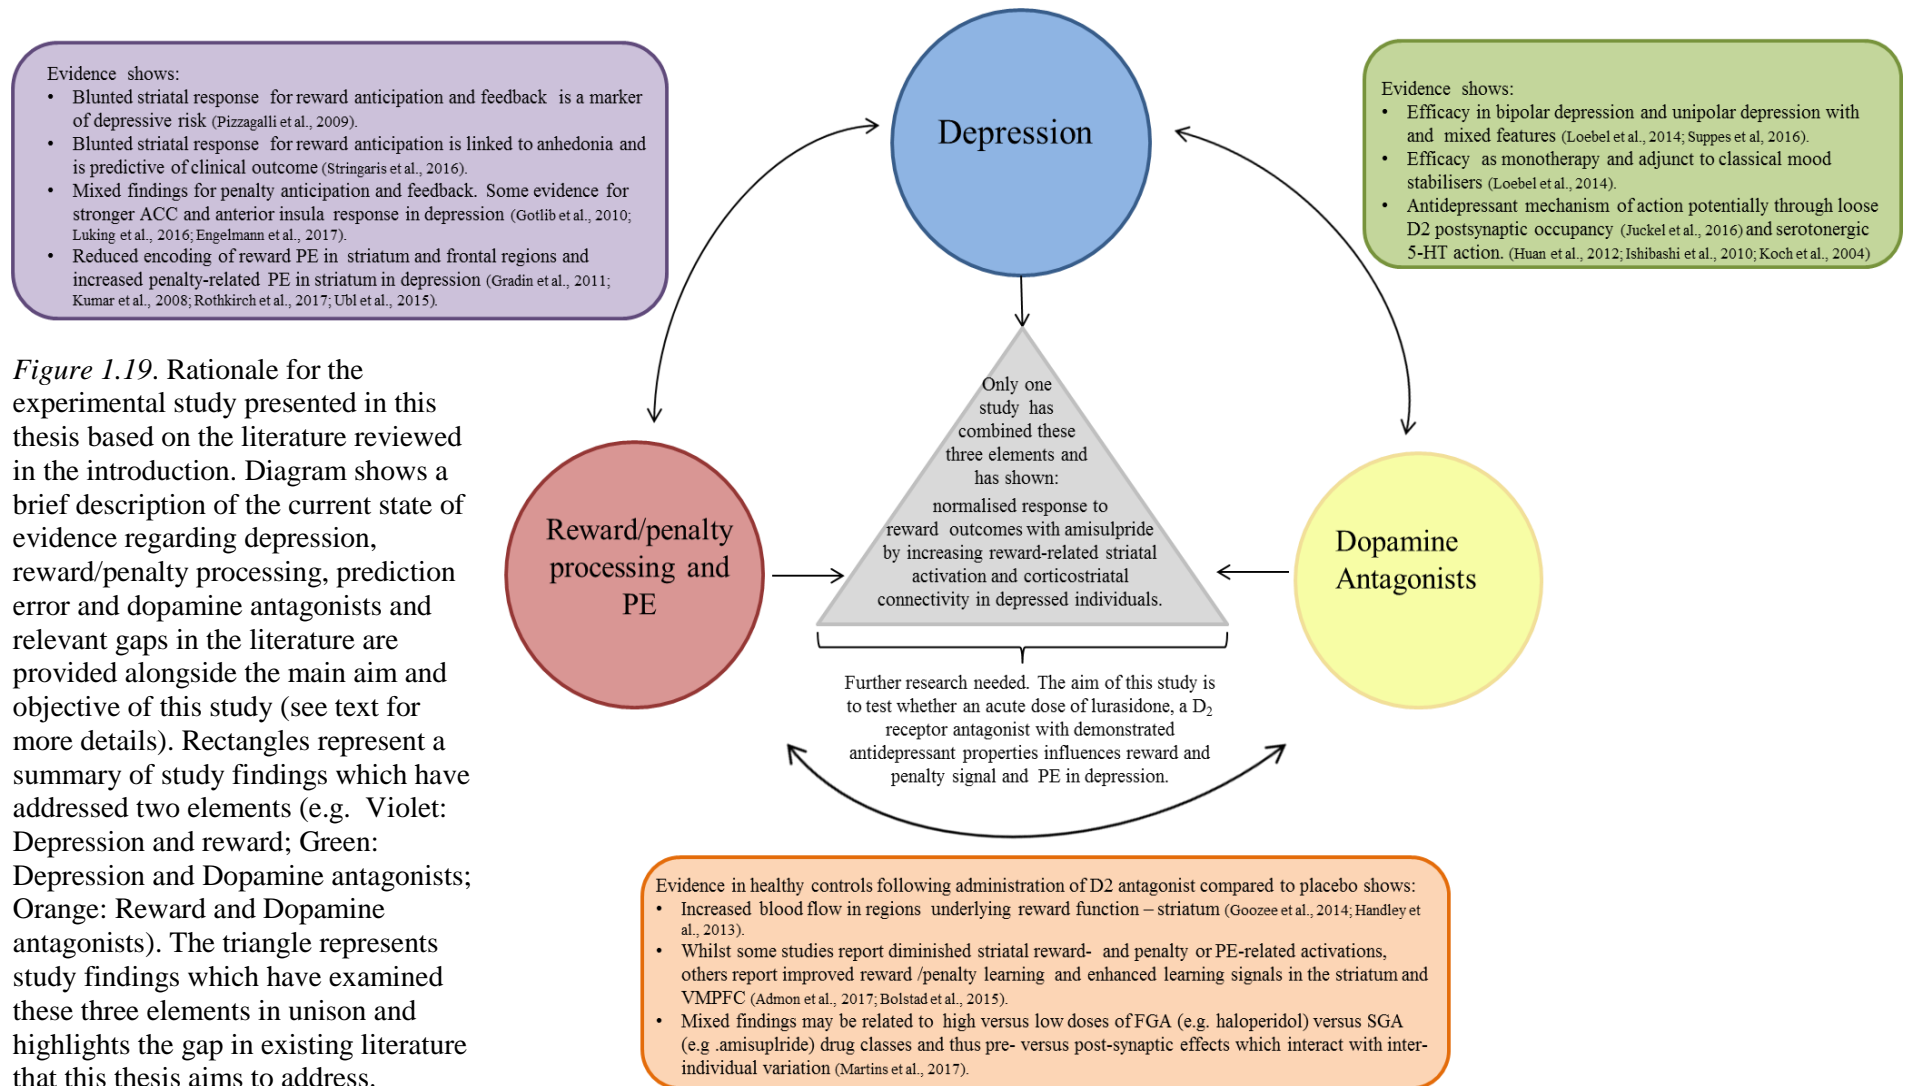 Evidence shows:
• Blunted striatal response for reward anticipation and feedback is a marker
of depressive risk (Pizzagalli et al., 2009).
• Blunted striatal response for reward anticipation is linked to anhedonia and
is predictive of clinical outcome (Stringaris et al., 2016).
• Mixed findings for penalty anticipation and feedback. Some evidence for
stronger ACC and anterior insula response in depression (Gotlib et al., 2010;
Luking et al., 2016; Engelmann et al., 2017).
• Reduced encoding of reward PE in striatum and frontal regions and
increased penalty-related PE in striatum in depression (Gradin et al., 2011;
Kumar et al., 2008; Rothkirch et al., 2017; Ubl et al., 2015).
Depression
Evidence shows:
• Efficacy in bipolar depression and unipolar depression with
and mixed features (Loebel et al., 2014; Suppes et al, 2016).
• Efficacy as monotherapy and adjunct to classical mood
stabilisers (Loebel et al., 2014).
• Antidepressant mechanism of action potentially through loose
D2 postsynaptic occupancy (Juckel et al., 2016) and serotonergic
5-HT action. (Huan et al., 2012; Ishibashi et al., 2010; Koch et al., 2004)
Figure 1.19. Rationale for the
experimental study presented in this
thesis based on the literature reviewed
in the introduction. Diagram shows a
brief description of the current state of
evidence regarding depression,
reward/penalty processing, prediction
error and dopamine antagonists and
relevant gaps in the literature are
provided alongside the main aim and
objective of this study (see text for
more details). Rectangles represent a
summary of study findings which have
addressed two elements (e.g. Violet:
Depression and reward; Green:
Depression and Dopamine antagonists;
Orange: Reward and Dopamine
antagonists). The triangle represents
study findings which have examined
these three elements in unison and
highlights the gap in existing literature
that this thesis aims to address.
Reward/penalty
processing and
PE
Only one
study has
combined these
three elements and
has shown:
normalised response to
reward outcomes with amisulpride
by increasing reward-related striatal
activation and corticostriatal
connectivity in depressed individuals.
Dopamine
Antagonists
Further research needed. The aim of this study is
to test whether an acute dose of lurasidone, a D2
receptor antagonist with demonstrated
antidepressant properties influences reward and
penalty signal and PE in depression.
Evidence in healthy controls following administration of D2 antagonist compared to placebo shows:
• Increased blood flow in regions underlying reward function – striatum (Goozee et al., 2014; Handley et
al., 2013).
• Whilst some studies report diminished striatal reward- and penalty or PE-related activations,
others report improved reward /penalty learning and enhanced learning signals in the striatum and
VMPFC (Admon et al., 2017; Bolstad et al., 2015).
• Mixed findings may be related to high versus low doses of FGA (e.g. haloperidol) versus SGA
(e.g .amisuplride) drug classes and thus pre- versus post-synaptic effects which interact with inter-
individual variation (Martins et al., 2017).